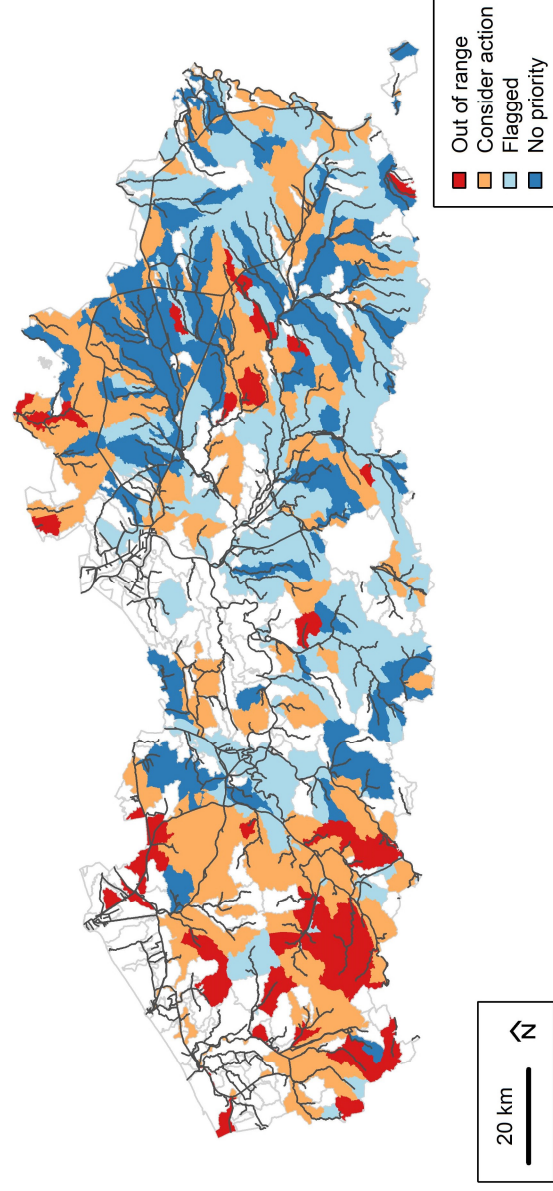 Out of range
Consider action
Flagged
No priority
20 km
N